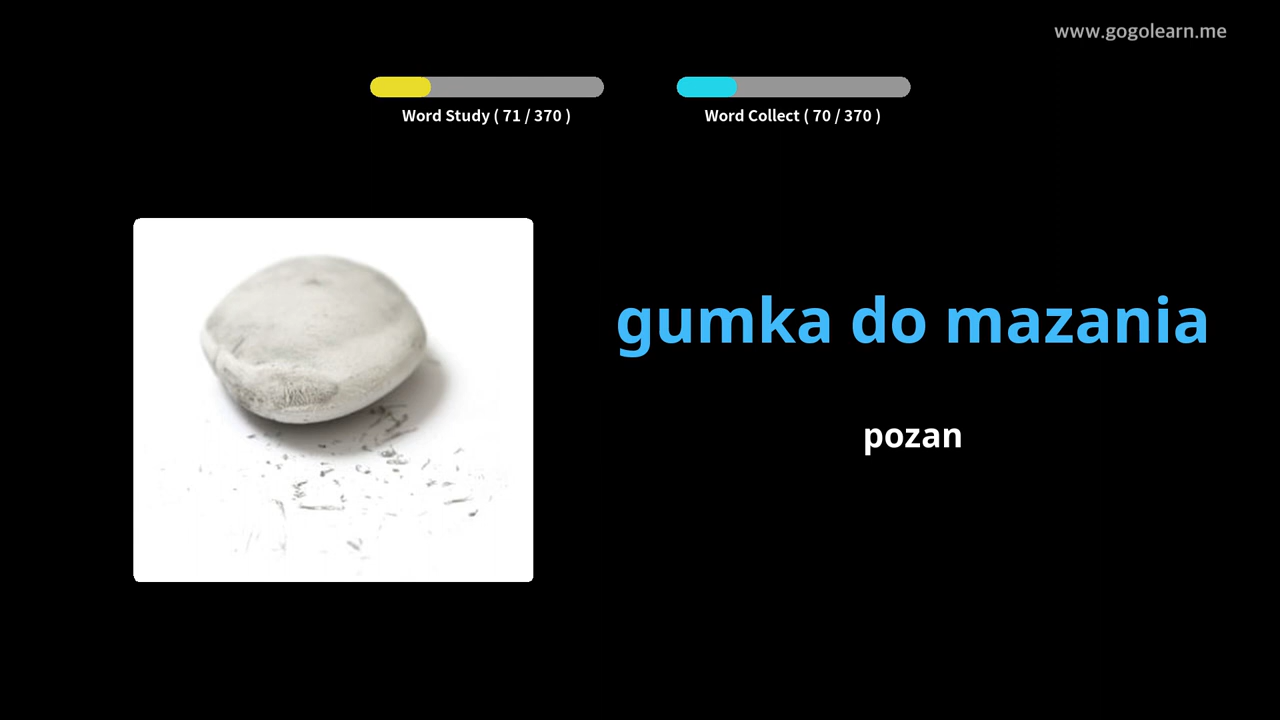 www.gogolearn.me
Word Study ( 71 / 370 )
Word Collect ( 70 / 370 )
gumka do mazania
pozan